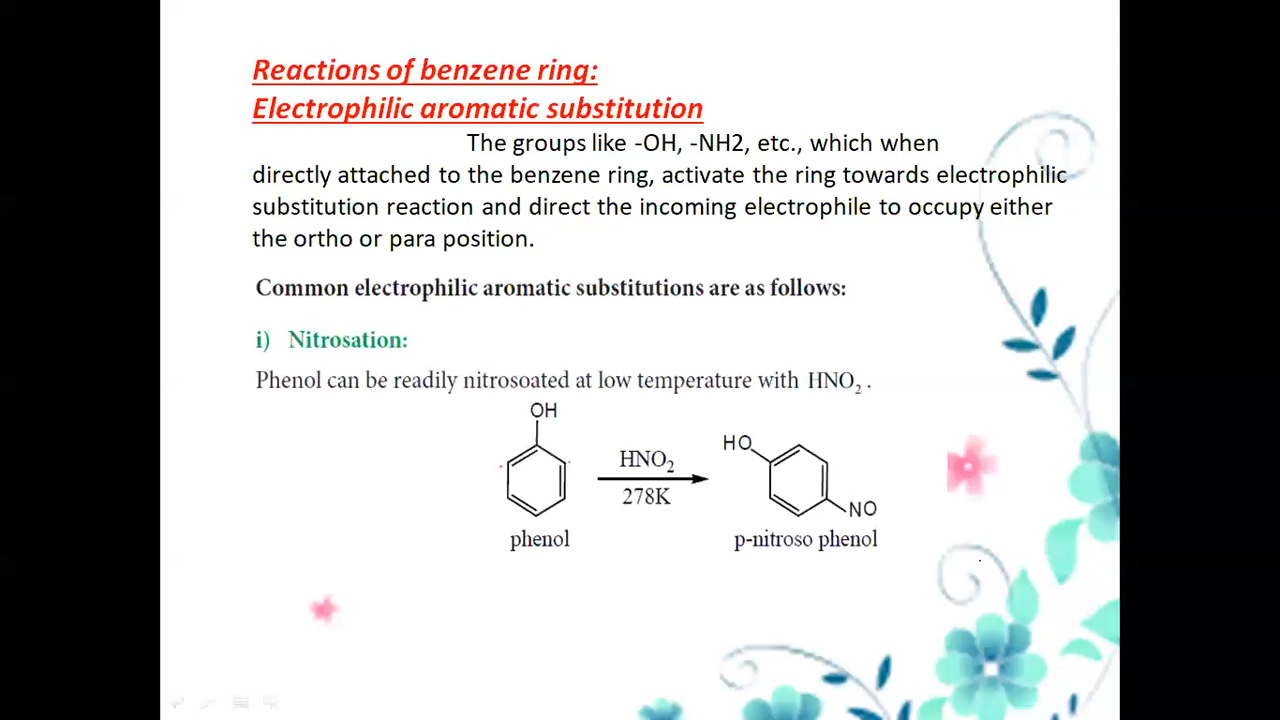 Reactions of benzene ring:
Electrophilic aromatic substitution
The groups like -OH, -NH2, etc., which when
directly attached to the benzene ring, activate the ring towards electrophilic
substitution reaction and direct the incoming electrophile to occupy either
the ortho or para position.
Common electrophilic aromatic substitutions are as follows:
i) Nitrosation:
Phenol can be readily nitrosoated at low temperature with HNO₂ .
OH
HO
HNO₂
278K
NO
phenol
p-nitroso phenol